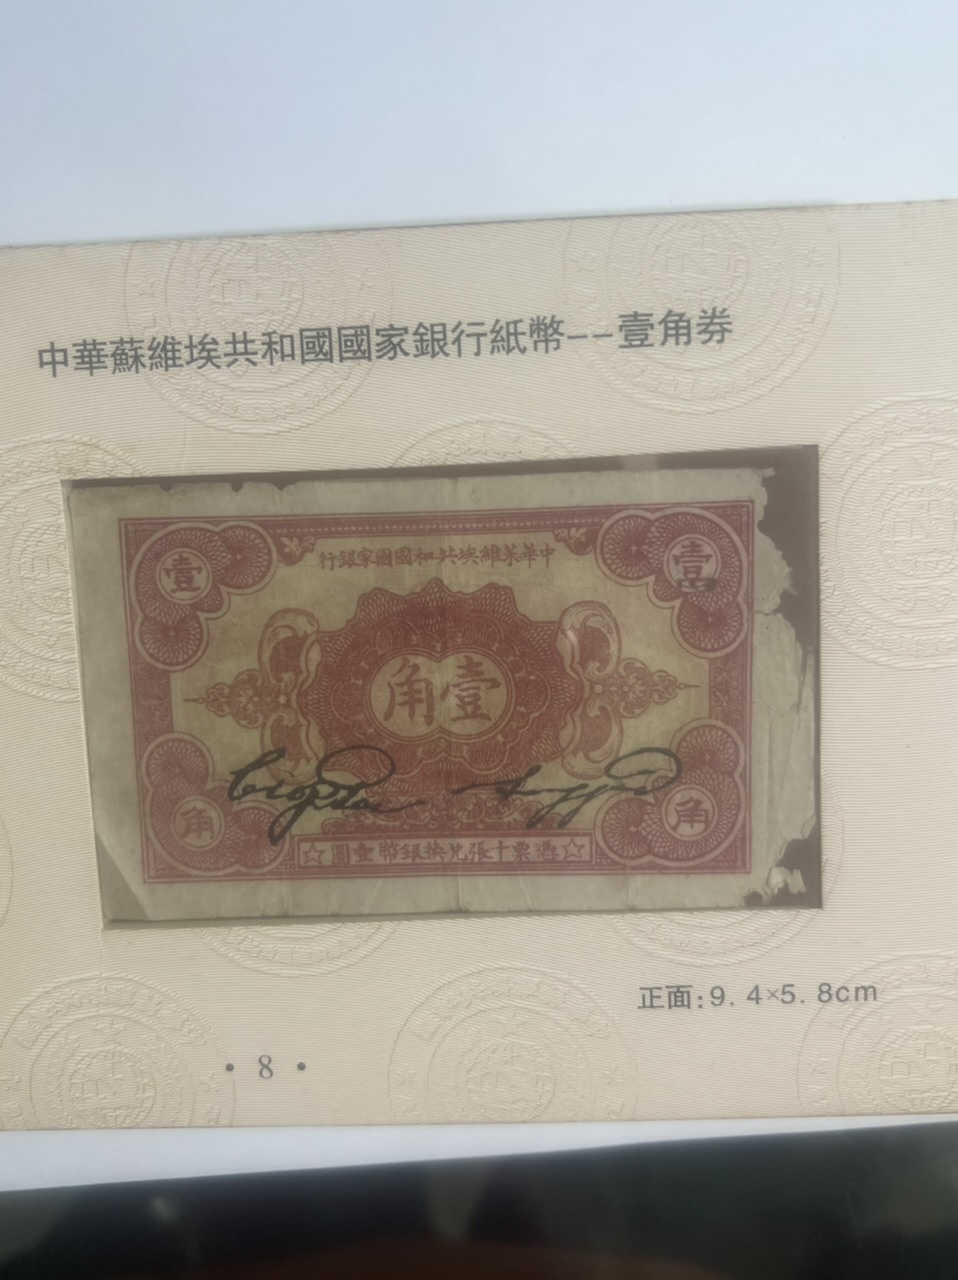 中華蘇維埃共和國國家銀行紙幣--壹角券
中華蘇維埃共和國國家銀行
壹
壹
壹角
角
角
☆憑票十張兌換銀幣壹圓☆
正面:9.4×5.8cm
·8·